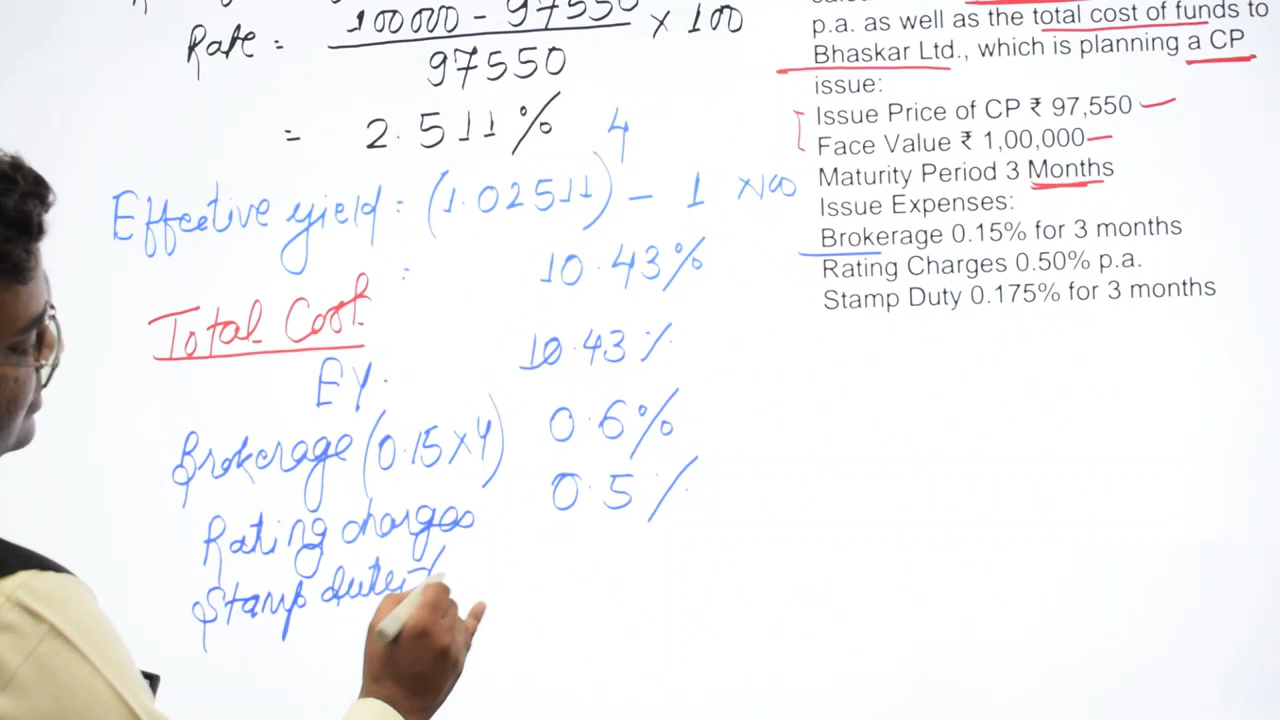 100000 - 97550
Rate = × 100
97550
= 2.511%
4
Effective yield = (1.02511) - 1 ×100
: 10.43%
Total Cost
EY. 10.43%
Brokerage (0.15×4) 0.6%
Rating charges 0.5%
Stamp
p.a. as well as the total cost of funds to
Bhaskar Ltd., which is planning a CP
issue:
Issue Price of CP ₹ 97,550
Face Value ₹ 1,00,000
Maturity Period 3 Months
Issue Expenses:
Brokerage 0.15% for 3 months
Rating Charges 0.50% p.a.
Stamp Duty 0.175% for 3 months